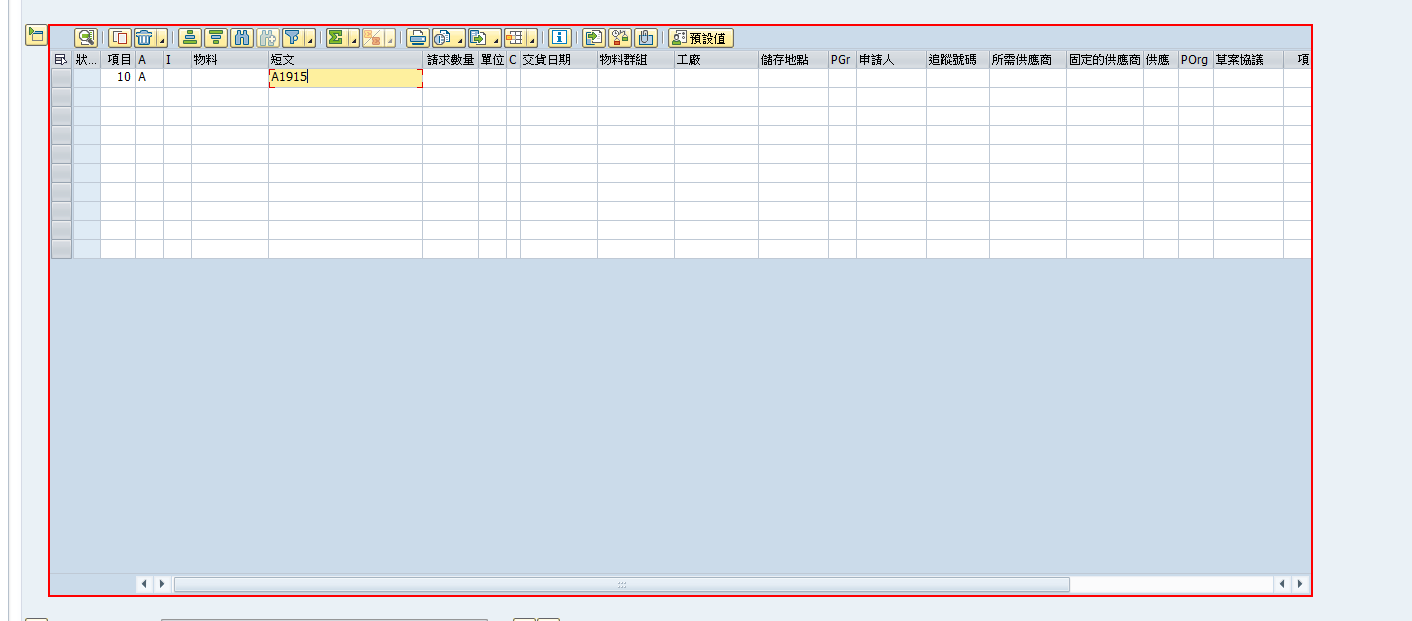 預設值
狀... 項目 A I 物料 短文 請求數量 單位 C 交貨日期 物料群組 工廠 儲存地點 PGr 申請人 追蹤號碼 所需供應商 固定的供應商 供應 POrg 草案協議 項
10 A A1915